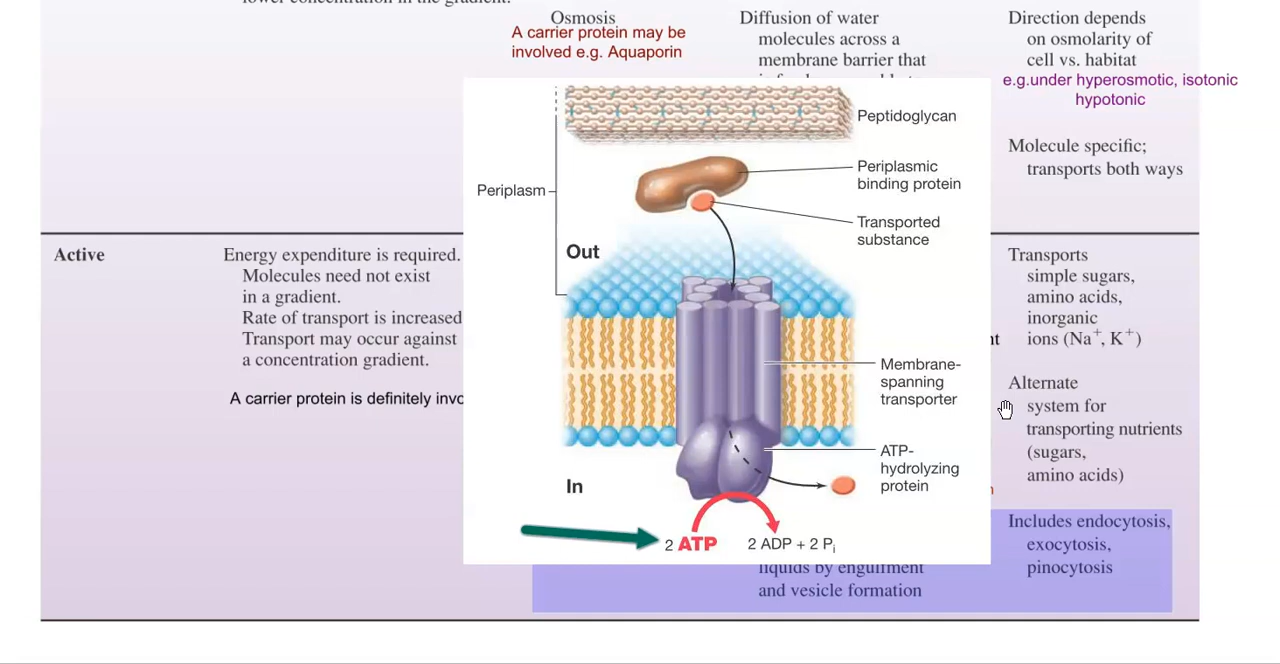 lower concentration in the gradient.
Osmosis
A carrier protein may be
involved e.g. Aquaporin
Diffusion of water
molecules across a
membrane barrier that
Direction depends
on osmolarity of
cell vs. habitat
e.g.under hyperosmotic, isotonic
hypotonic
Molecule specific;
transports both ways
Peptidoglycan
Periplasmic
binding protein
Periplasm
Transported
substance
Out
Membrane-
spanning
transporter
ATP-
hydrolyzing
protein
In
2 ATP
2 ADP + 2 Pi
Active
Energy expenditure is required.
Molecules need not exist
in a gradient.
Rate of transport is increased
Transport may occur against
a concentration gradient.
A carrier protein is definitely
Transports
simple sugars,
amino acids,
inorganic
ions (Na+, K+)
Alternate
system for
transporting nutrients
(sugars,
amino acids)
liquids by engulfment
and vesicle formation
Includes endocytosis,
exocytosis,
pinocytosis